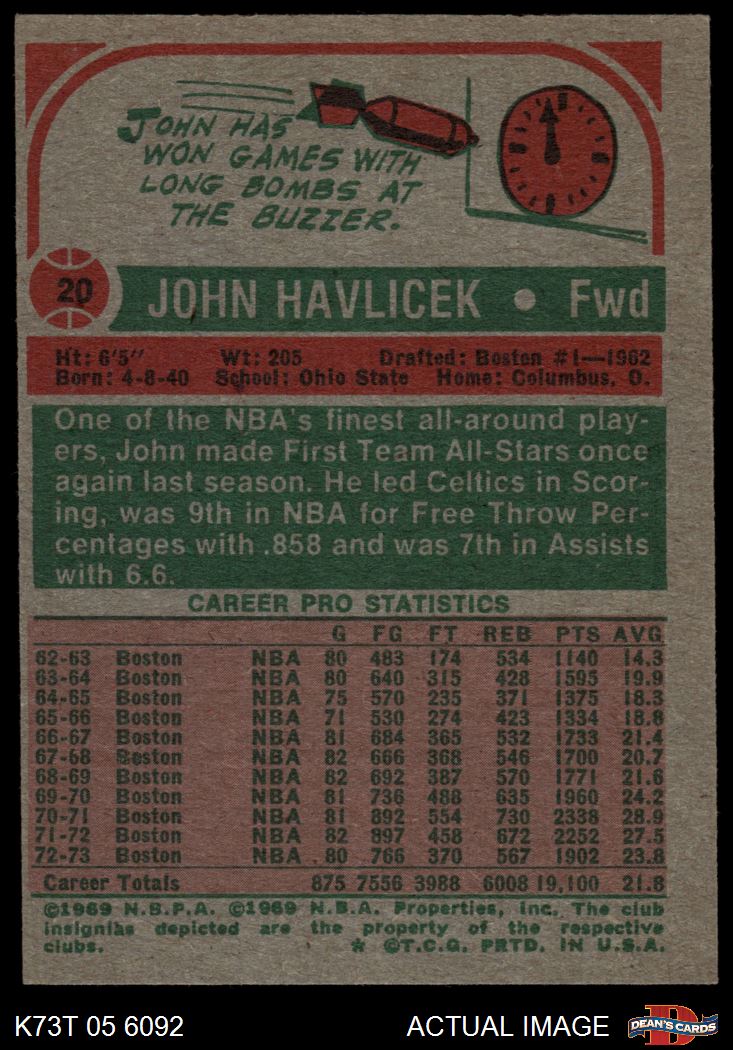 JOHN HAS
WON GAMES WITH
LONG BOMBS AT
THE BUZZER.
20 JOHN HAVLICEK • Fwd
Ht: 6'5" Wt: 205 Drafted: Boston #1—1962
Born: 4-8-40 School: Ohio State Home: Columbus, O.
One of the NBA's finest all-around play-
ers, John made First Team All-Stars once
again last season. He led Celtics in Scor-
ing, was 9th in NBA for Free Throw Per-
centages with .858 and was 7th in Assists
with 6.6.
CAREER PRO STATISTICS
G FG FT REB PTS AVG
62-63 Boston NBA 80 483 174 534 1140 14.3
63-64 Boston NBA 80 640 315 428 1595 19.9
64-65 Boston NBA 75 570 235 371 1375 18.3
65-66 Boston NBA 71 530 274 423 1334 18.8
66-67 Boston NBA 81 684 365 532 1733 21.4
67-68 Boston NBA 82 666 368 546 1700 20.7
68-69 Boston NBA 82 692 387 570 1771 21.6
69-70 Boston NBA 81 736 488 635 1960 24.2
70-71 Boston NBA 81 892 554 730 2338 28.9
71-72 Boston NBA 82 897 458 672 2252 27.5
72-73 Boston NBA 80 766 370 567 1902 23.8
Career Totals 875 7556 3988 6008 19,100 21.8
©1969 N.B.P.A. ©1969 N.B.A. Properties, Inc. The club
insignias depicted are the property of the respective
clubs. * ©T.C.G. PRTD. IN U.S.A.
K73T 05 6092 ACTUAL IMAGE DEAN'S CARDS